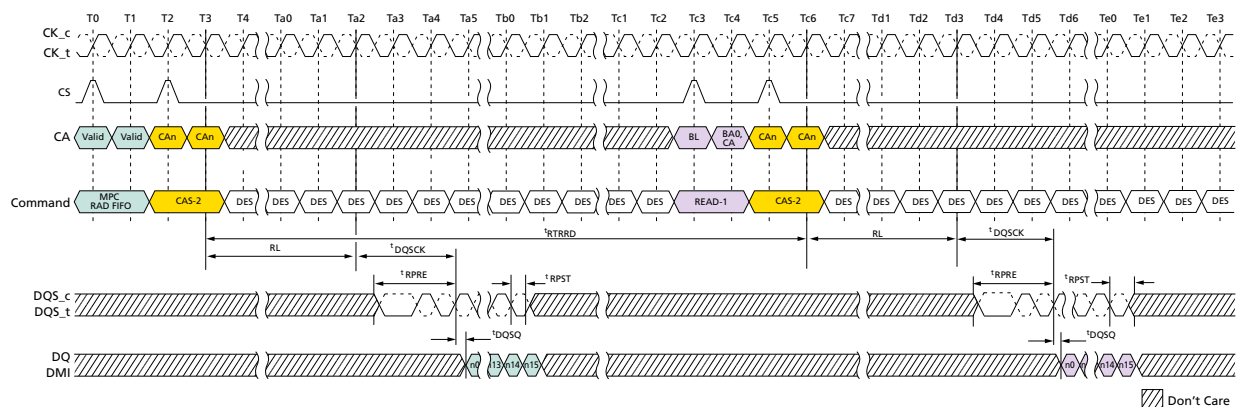 T0 T1 T2 T3 T4 Ta0 Ta1 Ta2 Ta3 Ta4 Ta5 Tb0 Tb1 Tb2 Tc1 Tc2 Tc3 Tc4 Tc5 Tc6 Tc7 Td1 Td2 Td3 Td4 Td5 Td6 Te0 Te1 Te2 Te3
CK_c
CK_t
CS
CA Valid Valid CAn CAn BL BA0, CA CAn CAn
Command MPC RAD FIFO CAS-2 DES DES DES DES DES DES DES DES DES DES DES DES READ-1 CAS-2 DES DES DES DES DES DES DES DES DES DES DES
tRTRRD
RL tDQSCK RL tDQSCK
tRPRE tRPST tRPRE tRPST
DQS_c
DQS_t
tDQSQ tDQSQ
DQ
DMI
n0 n14 n15 n0 n14 n15
Don't Care